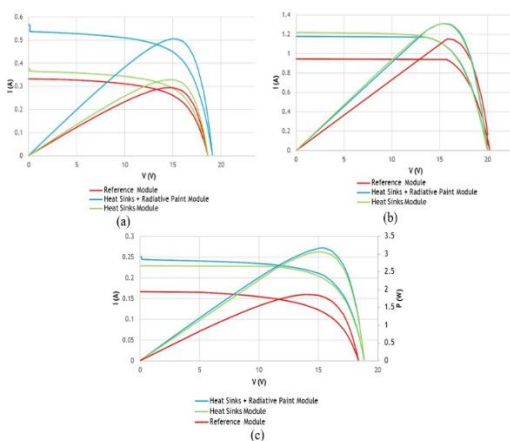 0.6
0.5
0.4
0.3
0.2
0.1
0
I (A)
0 5 10 15 20
V (V)
Reference Module
Heat Sinks + Radiative Paint Module
Heat Sinks Module
(a)
1.4
1.2
1
0.8
0.6
0.4
0.2
0
I (A)
0 5 10 15 20
V (V)
Reference Module
Heat Sinks + Radiative Paint Module
Heat Sinks Module
(b)
0.3
0.25
0.2
0.15
0.1
0.05
0
I (A)
3.5
3
2.5
2
1.5
1
0.5
0
P (W)
0 5 10 15 20
V (V)
Heat Sinks + Radiative Paint Module
Heat Sinks Module
Reference Module
(c)